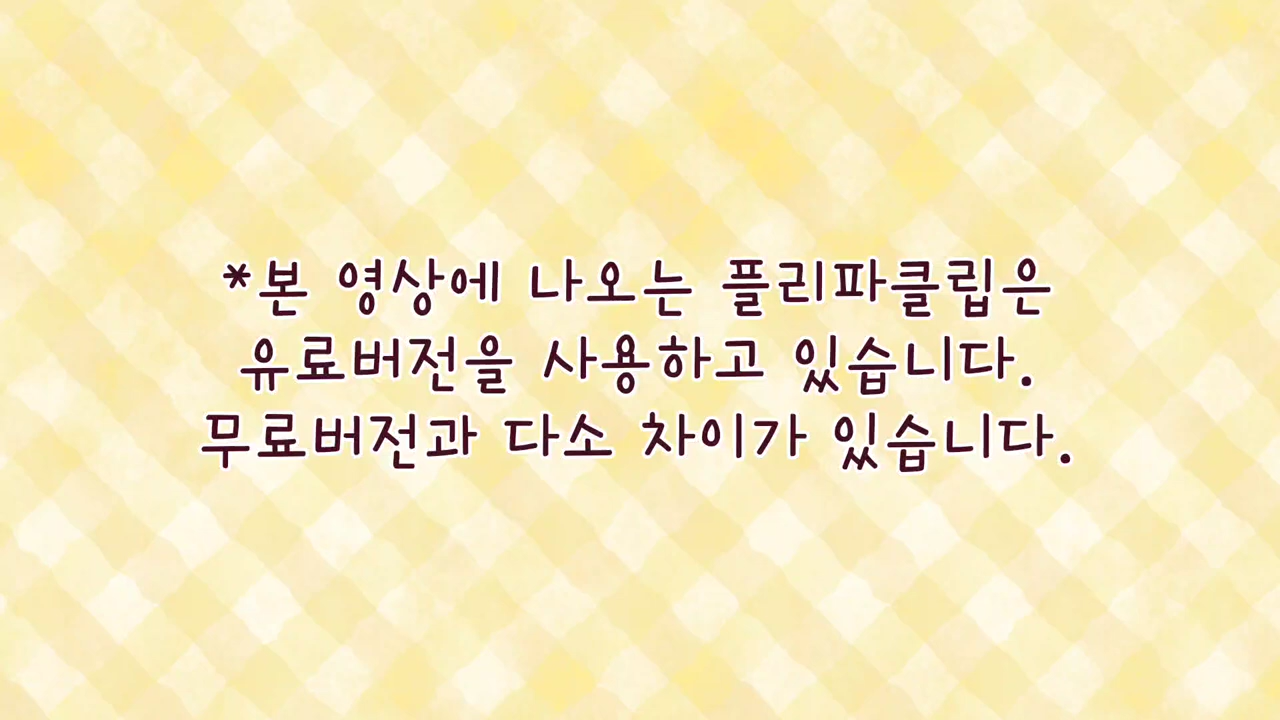 *본 영상에 나오는 플리파클립은
유료버전을 사용하고 있습니다.
무료버전과 다소 차이가 있습니다.